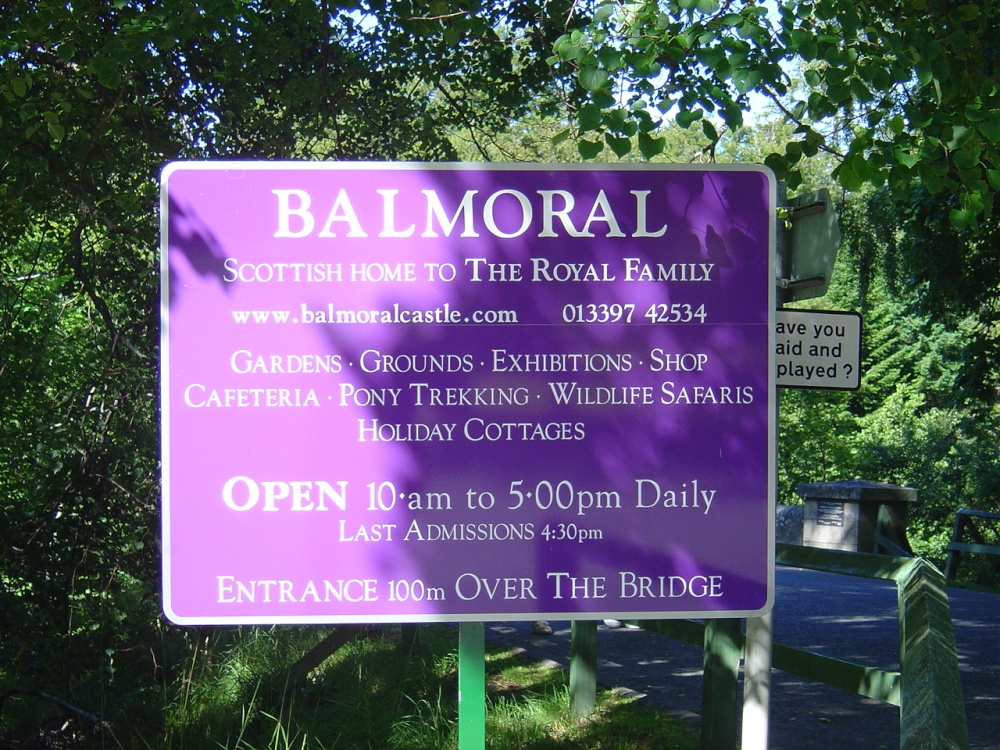 BALMORAL
SCOTTISH HOME TO THE ROYAL FAMILY
www.balmoralcastle.com 013397 42534
GARDENS · GROUNDS · EXHIBITIONS · SHOP
CAFETERIA · PONY TREKKING · WILDLIFE SAFARIS
HOLIDAY COTTAGES
OPEN 10·am to 5·00pm Daily
LAST ADMISSIONS 4:30pm
ENTRANCE 100m OVER THE BRIDGE
ave you
aid and
played ?